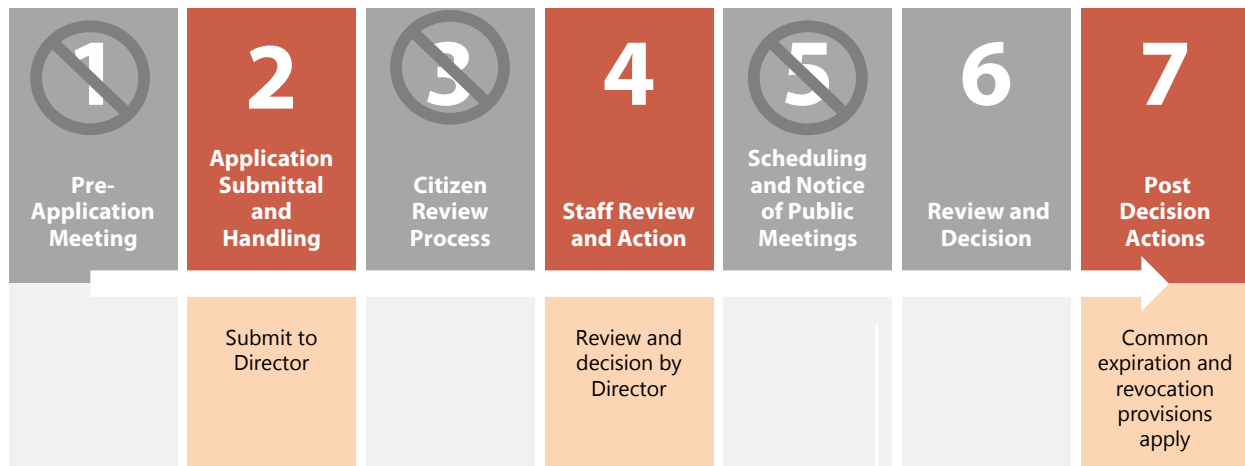 1
Pre-
Application
Meeting
2
Application
Submittal
and
Handling
3
Citizen
Review
Process
4
Staff Review
and Action
5
Scheduling
and Notice
of Public
Meetings
6
Review and
Decision
7
Post
Decision
Actions
Submit to
Director
Review and
decision by
Director
Common
expiration and
revocation
provisions
apply